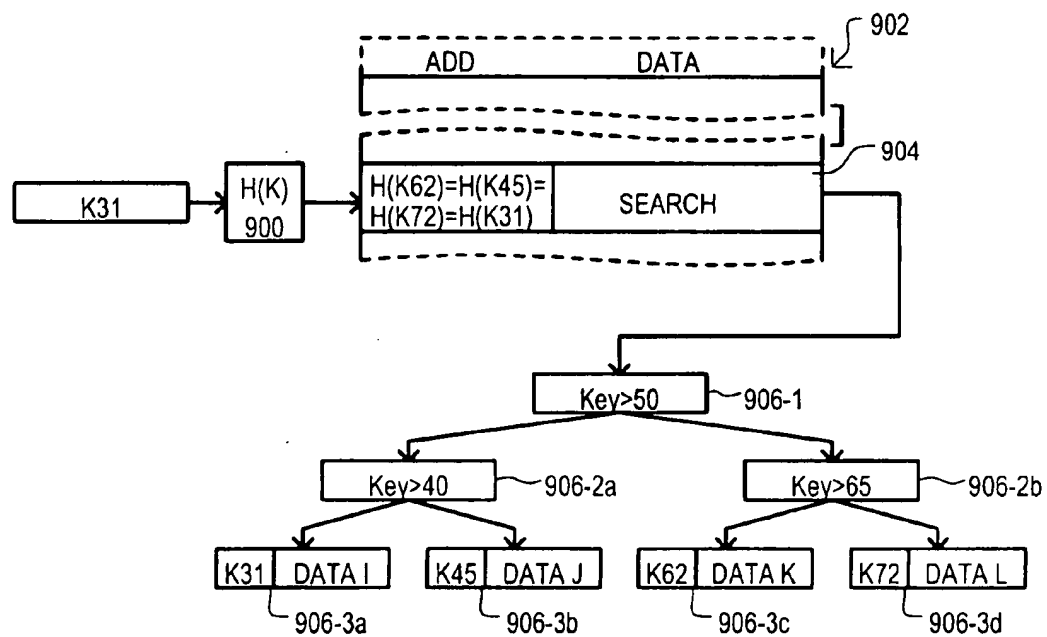 902
ADD DATA
904
K31
H(K)
900
H(K62)=H(K45)=
H(K72)=H(K31)
SEARCH
Key>50
906-1
Key>40
906-2a
Key>65
906-2b
K31 DATA I
K45 DATA J
K62 DATA K
K72 DATA L
906-3a
906-3b
906-3c
906-3d